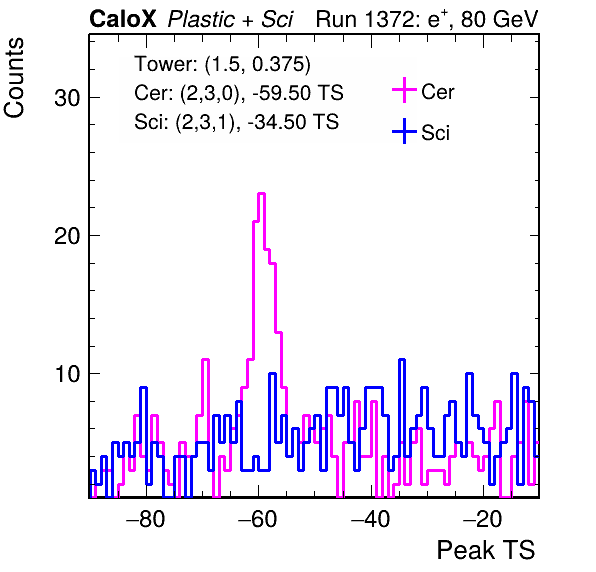 CaloX Plastic + Sci Run 1372: e⁺, 80 GeV
Counts
Tower: (1.5, 0.375)
Cer: (2,3,0), -59.50 TS
Sci: (2,3,1), -34.50 TS
Cer
Sci
30
20
10
−80 −60 −40 −20
Peak TS